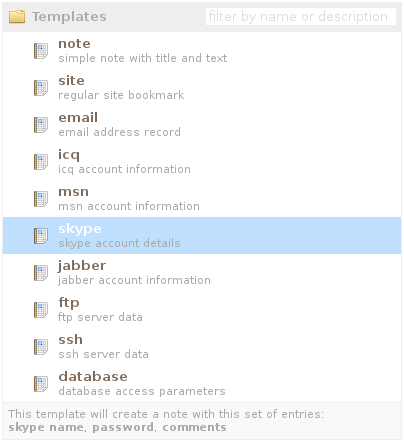 Templates
filter by name or description
note
simple note with title and text
site
regular site bookmark
email
email address record
icq
icq account information
msn
msn account information
skype
skype account details
jabber
jabber account information
ftp
ftp server data
ssh
ssh server data
database
database access parameters
This template will create a note with this set of entries:
skype name, password, comments